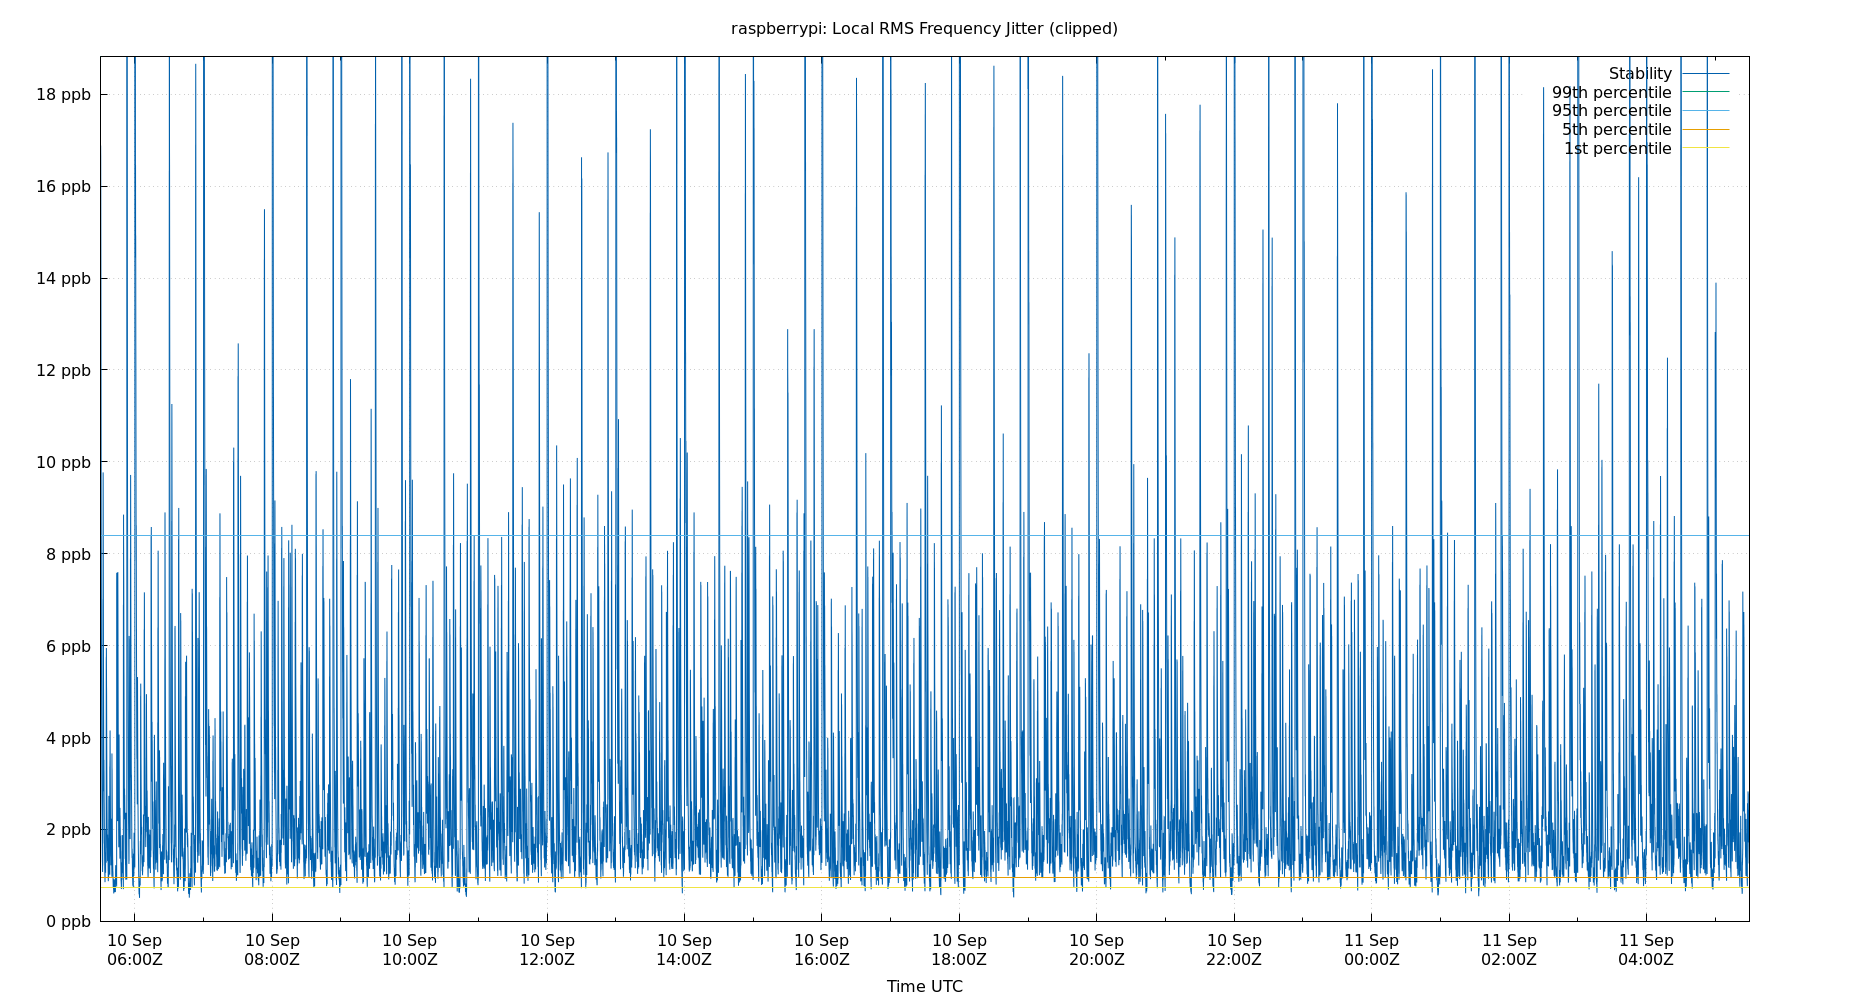 raspberrypi: Local RMS Frequency Jitter (clipped)
Stability
99th percentile
95th percentile
5th percentile
1st percentile
18 ppb
16 ppb
14 ppb
12 ppb
10 ppb
8 ppb
6 ppb
4 ppb
2 ppb
0 ppb
10 Sep 10 Sep 10 Sep 10 Sep 10 Sep 10 Sep 10 Sep 10 Sep 10 Sep 11 Sep 11 Sep 11 Sep
06:00Z 08:00Z 10:00Z 12:00Z 14:00Z 16:00Z 18:00Z 20:00Z 22:00Z 00:00Z 02:00Z 04:00Z
Time UTC